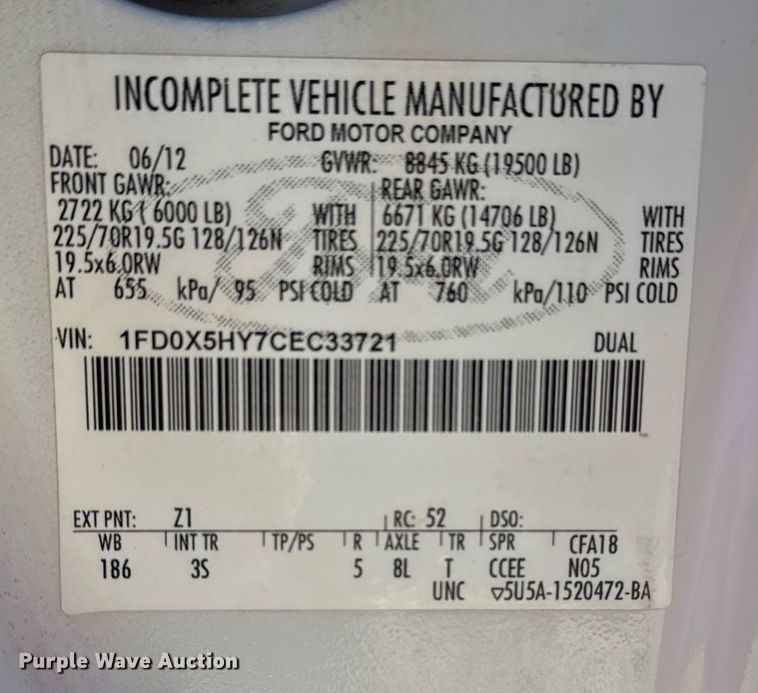 INCOMPLETE VEHICLE MANUFACTURED BY
FORD MOTOR COMPANY
DATE: 06/12 GVWR: 8845 KG (19500 LB)
FRONT GAWR: REAR GAWR:
2722 KG ( 6000 LB) WITH 6671 KG (14706 LB) WITH
225/70R19.5G 128/126N TIRES 225/70R19.5G 128/126N TIRES
19.5x6.0RW RIMS 19.5x6.0RW RIMS
AT 655 kPa/ 95 PSI COLD AT 760 kPa/110 PSI COLD
VIN: 1FD0X5HY7CEC33721 DUAL
EXT PNT: Z1 RC: 52 DSO:
WB INT TR TP/PS R AXLE TR SPR CFA18
186 3S 5 8L T CCEE N05
UNC ▽5U5A-1520472-BA
Purple Wave Auction